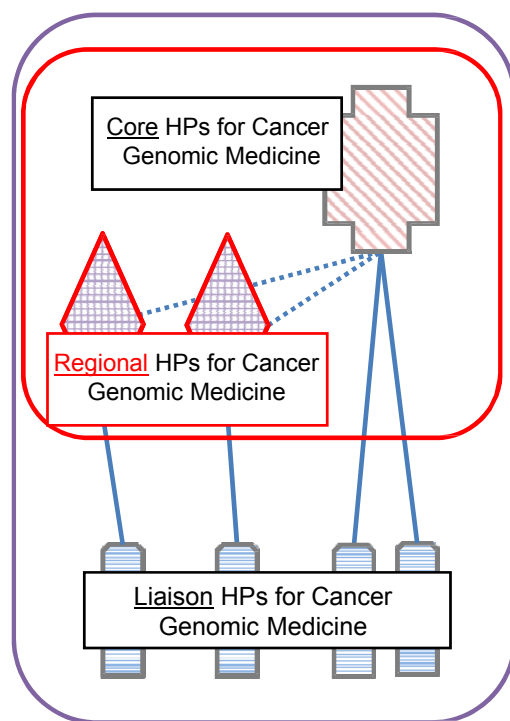 Core HPs for Cancer
Genomic Medicine
Regional HPs for Cancer
Genomic Medicine
Liaison HPs for Cancer
Genomic Medicine